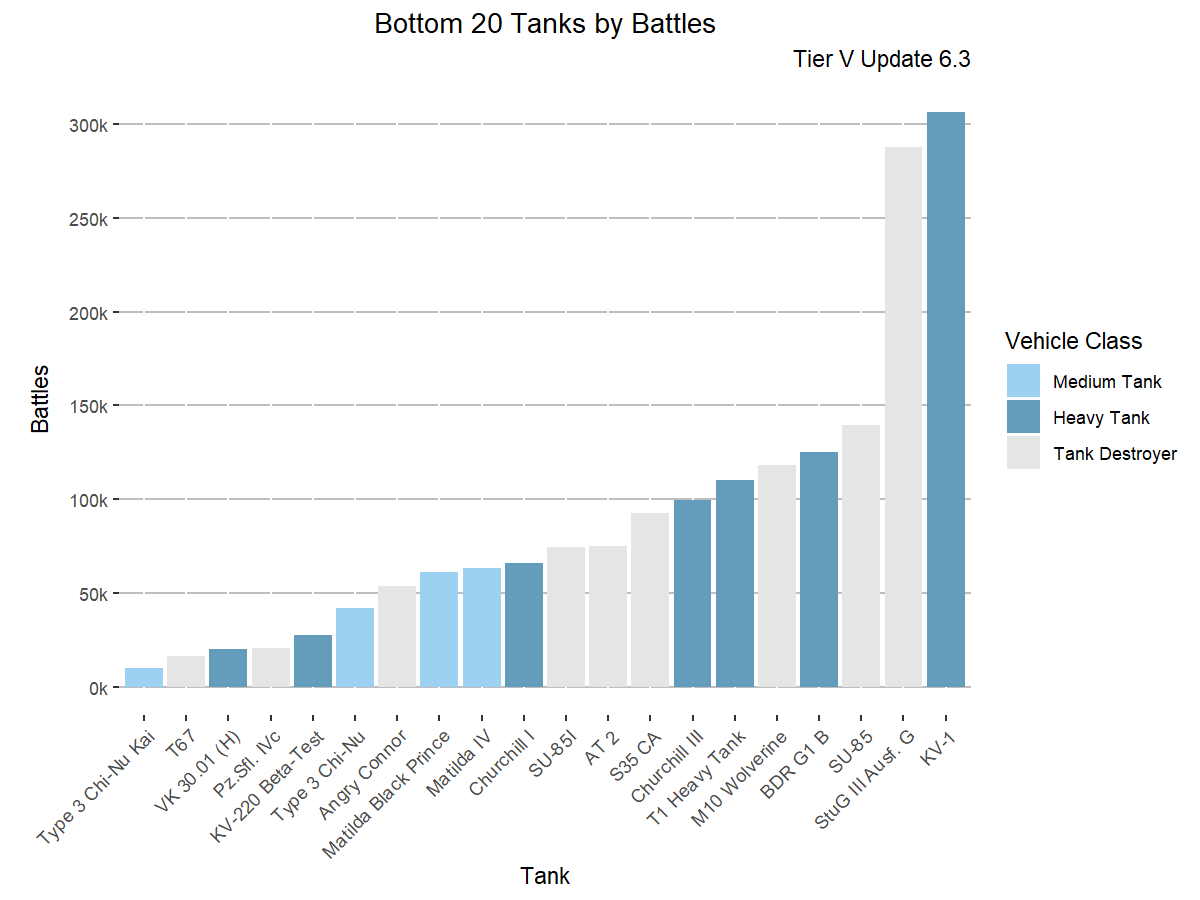 Bottom 20 Tanks by Battles
Tier V Update 6.3
300k
250k
200k
150k
100k
50k
0k
Battles
Type 3 Chi-Nu Kai
T67
VK 30.01 (H)
Pz.Sfl. IVc
KV-220 Beta-Test
Type 3 Chi-Nu
Angry Connor
Matilda Black Prince
Matilda IV
Churchill I
SU-85I
AT 2
S35 CA
Churchill III
T1 Heavy Tank
M10 Wolverine
BDR G1 B
SU-85
StuG III Ausf. G
KV-1
Tank
Vehicle Class
Medium Tank
Heavy Tank
Tank Destroyer